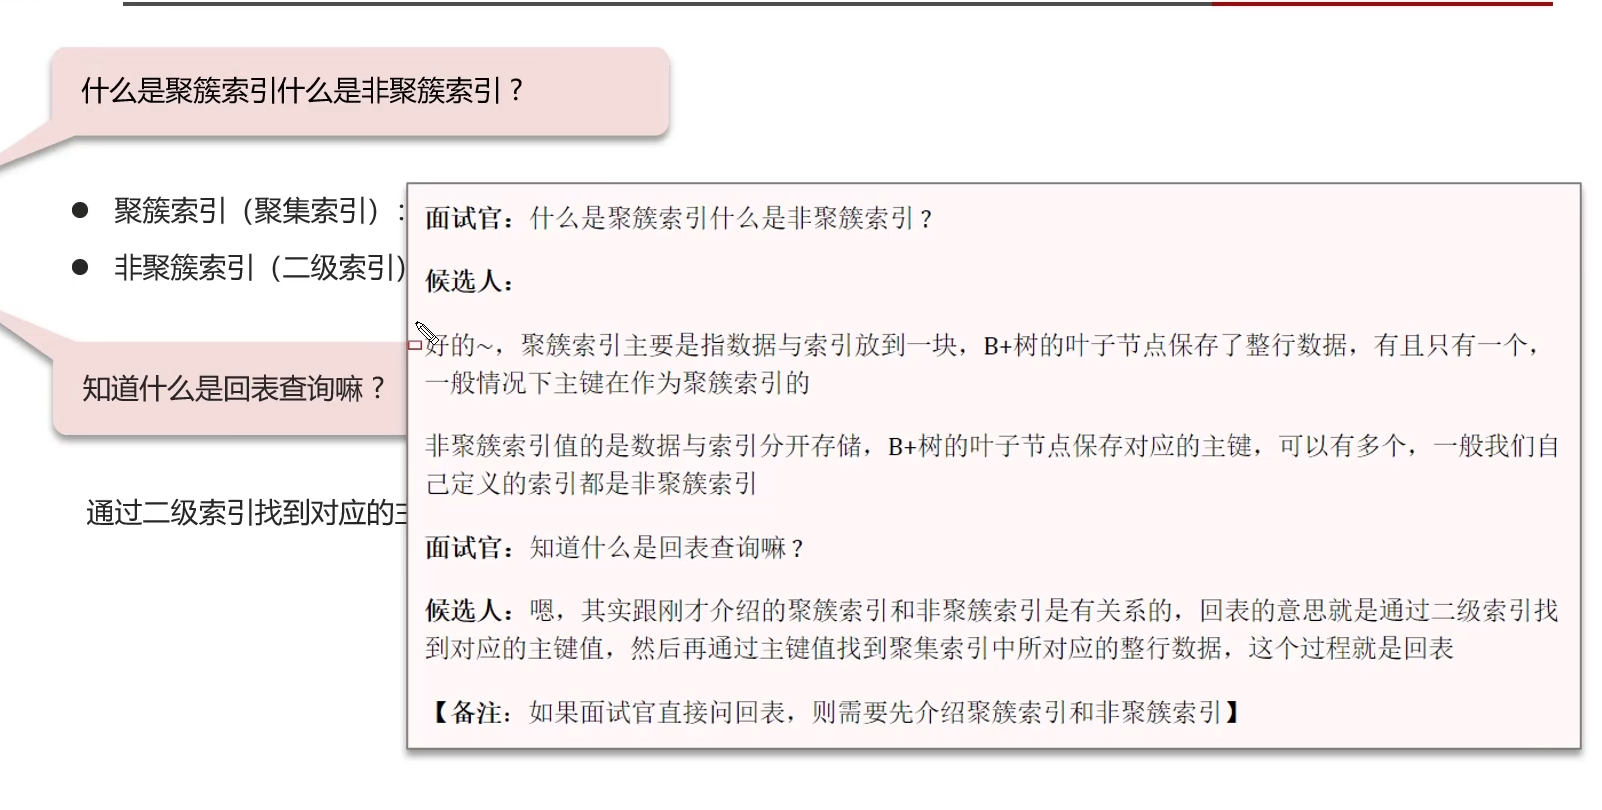 什么是聚簇索引什么是非聚簇索引？
● 聚簇索引（聚集索引）：
● 非聚簇索引（二级索引）
知道什么是回表查询嘛？
通过二级索引找到对应的主
面试官：什么是聚簇索引什么是非聚簇索引？
候选人：
好的~，聚簇索引主要是指数据与索引放到一块，B+树的叶子节点保存了整行数据，有且只有一个，
一般情况下主键在作为聚簇索引的
非聚簇索引值的是数据与索引分开存储，B+树的叶子节点保存对应的主键，可以有多个，一般我们自
己定义的索引都是非聚簇索引
面试官：知道什么是回表查询嘛？
候选人：嗯，其实跟刚才介绍的聚簇索引和非聚簇索引是有关系的，回表的意思就是通过二级索引找
到对应的主键值，然后再通过主键值找到聚集索引中所对应的整行数据，这个过程就是回表
【备注：如果面试官直接问回表，则需要先介绍聚簇索引和非聚簇索引】